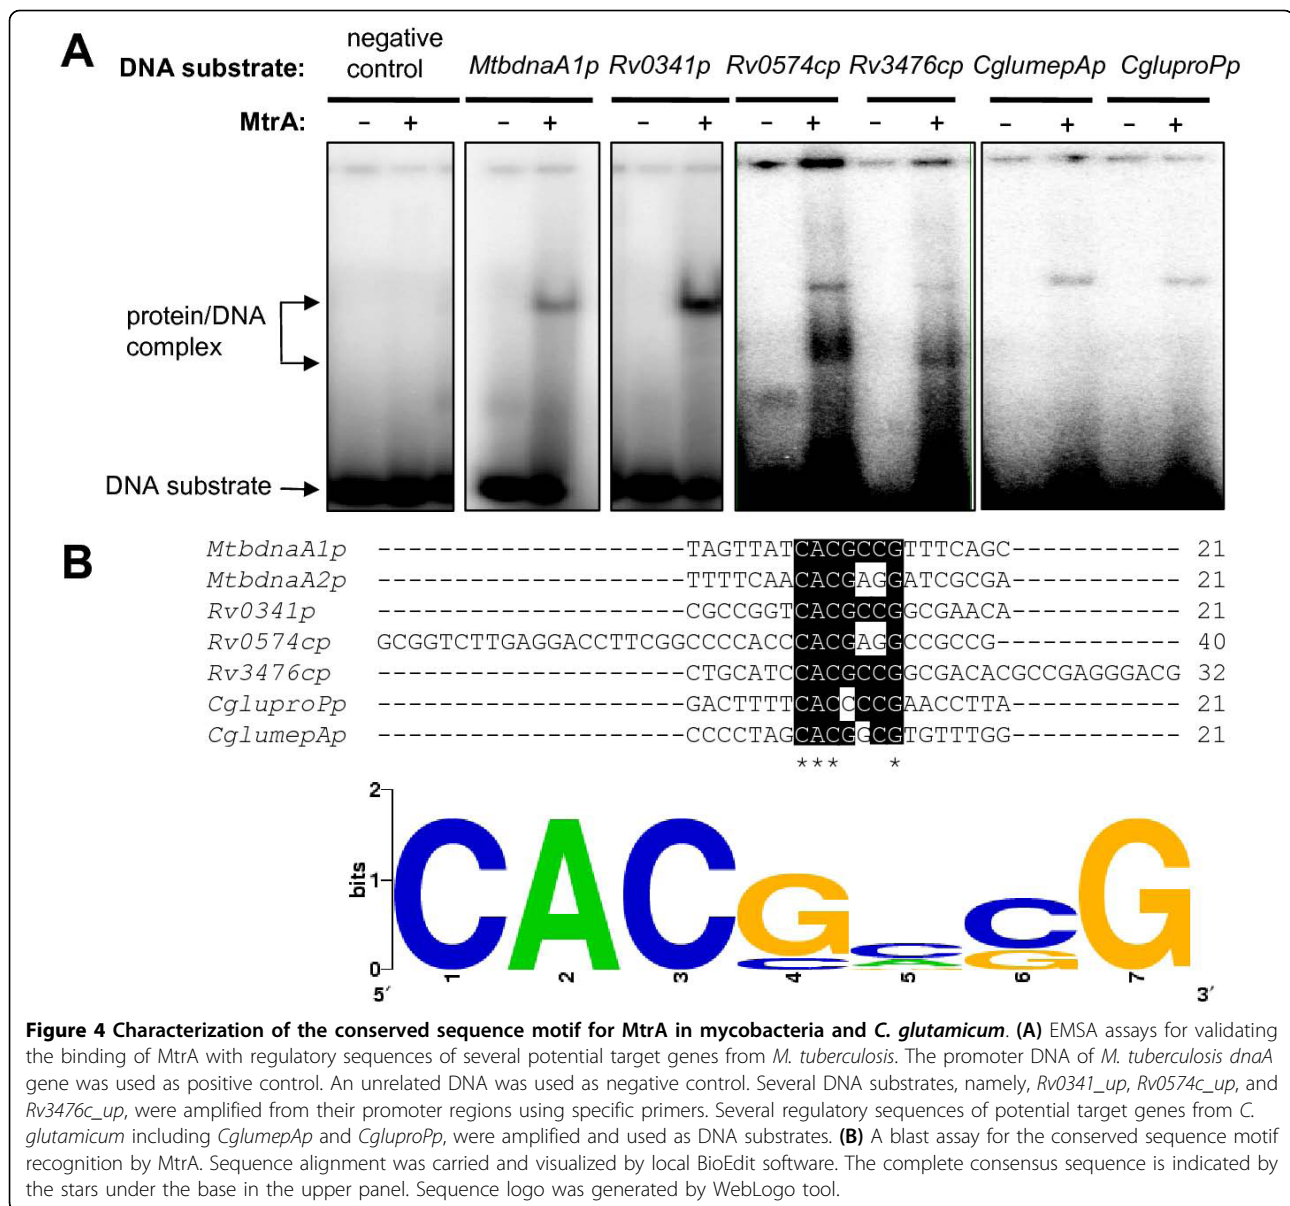 A
DNA substrate:
negative control
MtbdnaA1p Rv0341p Rv0574cp Rv3476cp CglumepAp CgluproPp
MtrA: - + - + - + - + - + - + - +
protein/DNA
complex
DNA substrate
B
MtbdnaA1p -------------------TAGTTATCACGCCGTTTCAGC----------- 21
MtbdnaA2p -------------------TTTTCAACACGAGGATCGCGA----------- 21
Rv0341p -------------------CGCCGGTCACGCCGGCGAACA----------- 21
Rv0574cp GCGGTCTTGAGGACCTTCGGCCCCACCCACGAGGCCGCCG------------ 40
Rv3476cp -------------------CTGCATCCACGCCGGCGACACGCCGAGGGACG 32
CgluproPp -------------------GACTTTTCACCCCGAACCTTA----------- 21
CglumepAp -------------------CCCCTAGCACGGCGTGTTTGG----------- 21
*** *
2
bits
1
0
CACGCCG
CAG
G
1 2 3 4 5 6 7
5′ 3′
Figure 4 Characterization of the conserved sequence motif for MtrA in mycobacteria and C. glutamicum. (A) EMSA assays for validating
the binding of MtrA with regulatory sequences of several potential target genes from M. tuberculosis. The promoter DNA of M. tuberculosis dnaA
gene was used as positive control. An unrelated DNA was used as negative control. Several DNA substrates, namely, Rv0341_up, Rv0574c_up, and
Rv3476c_up, were amplified from their promoter regions using specific primers. Several regulatory sequences of potential target genes from C.
glutamicum including CglumepAp and CgluproPp, were amplified and used as DNA substrates. (B) A blast assay for the conserved sequence motif
recognition by MtrA. Sequence alignment was carried and visualized by local BioEdit software. The complete consensus sequence is indicated by
the stars under the base in the upper panel. Sequence logo was generated by WebLogo tool.